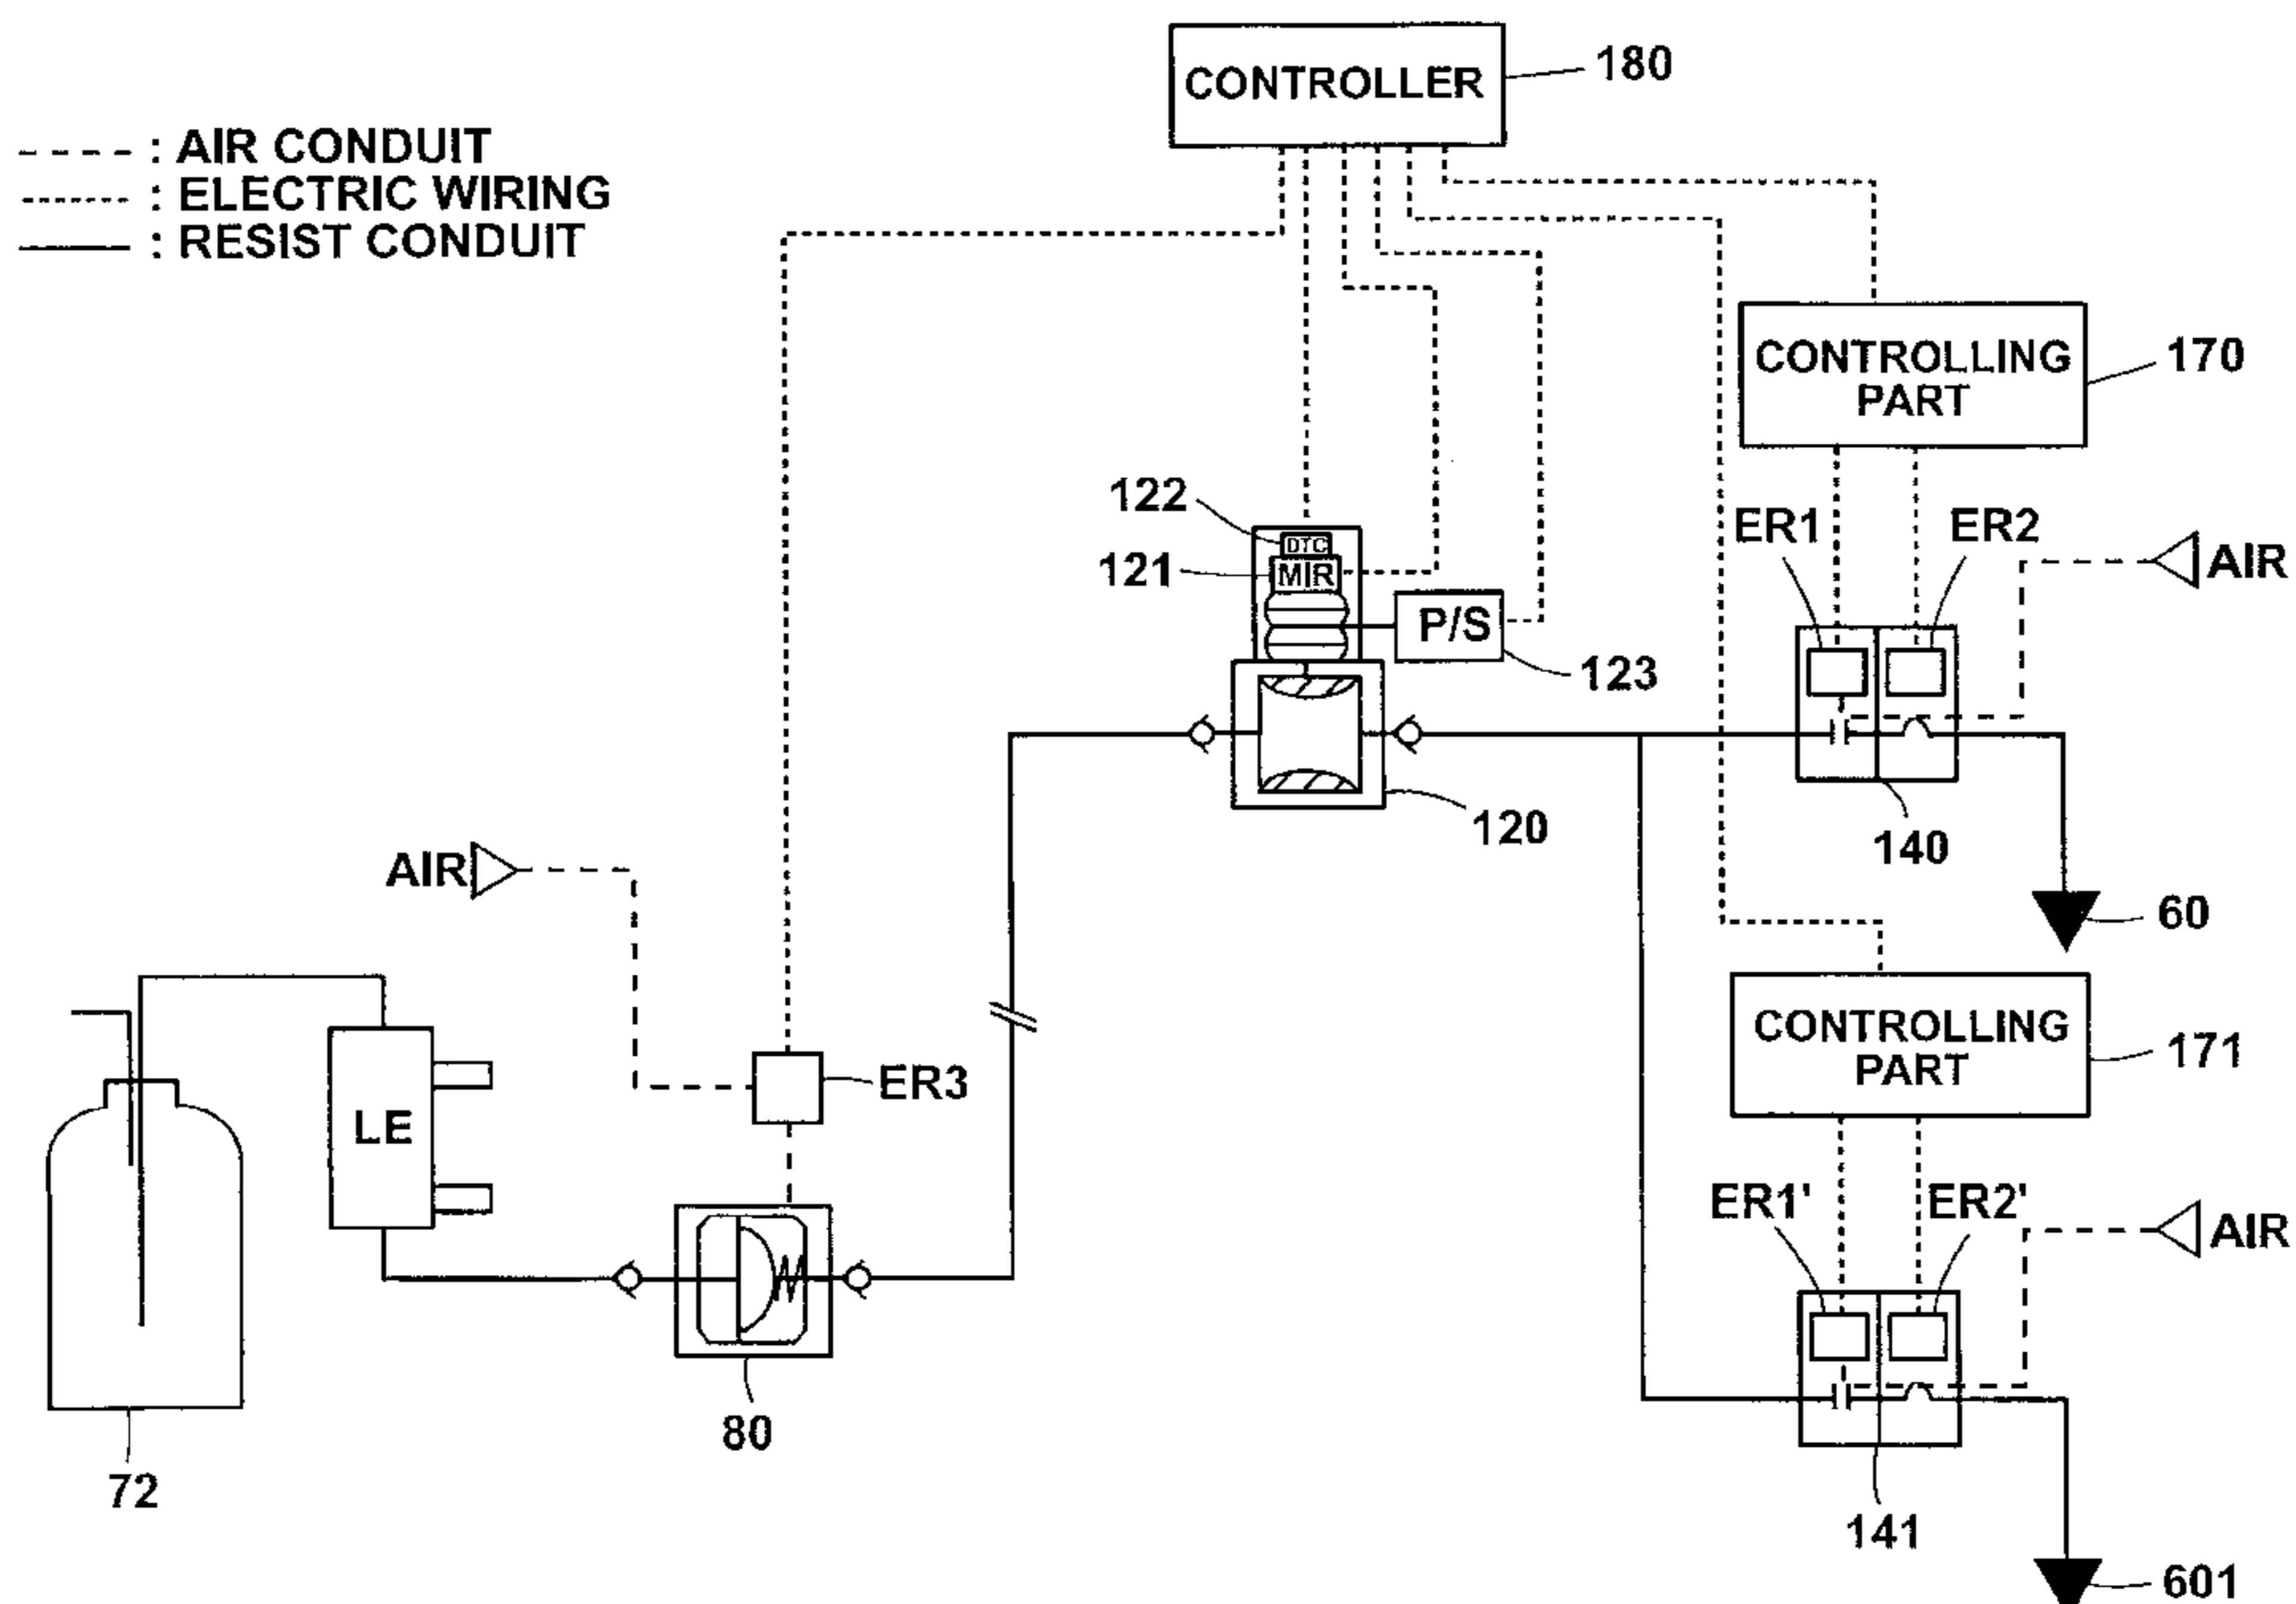 CONTROLLER
180
: AIR CONDUIT
: ELECTRIC WIRING
: RESIST CONDUIT
CONTROLLING
PART
170
122
DTC
121
MIR
P/S
123
ER1
ER2
AIR
120
140
AIR
60
CONTROLLING
PART
171
LE
ER3
ER1'
ER2'
AIR
80
72
141
601